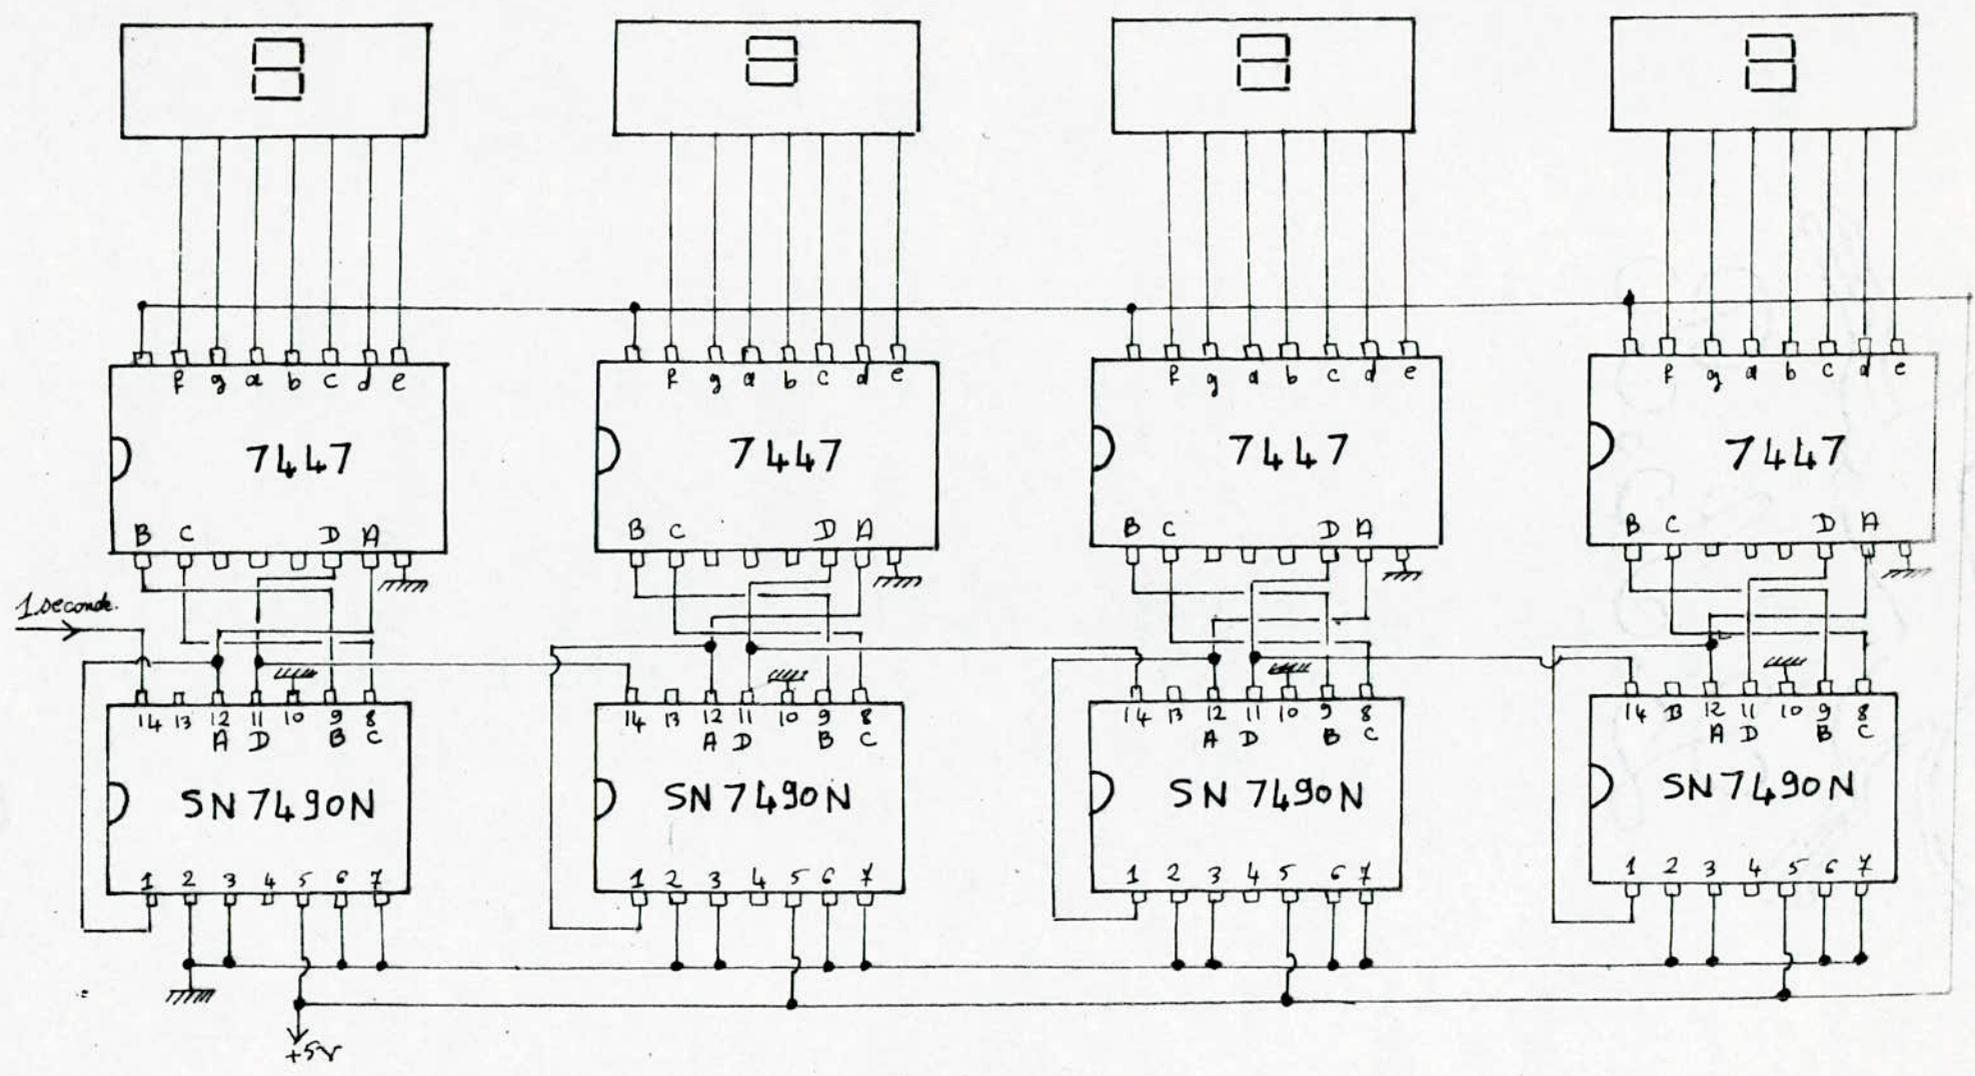 f g a b c d e f g a b c d e f g a b c d e f g a b c d e
7447 7447 7447 7447
B C D A B C D A B C D A B C D A
1 seconde.
14 13 12 11 10 9 8 14 13 12 11 10 9 8 14 13 12 11 10 9 8 14 13 12 11 10 9 8
A D B C A D B C A D B C A D B C
SN7490N SN7490N SN7490N SN7490N
1 2 3 4 5 6 7 1 2 3 4 5 6 7 1 2 3 4 5 6 7 1 2 3 4 5 6 7
+5V